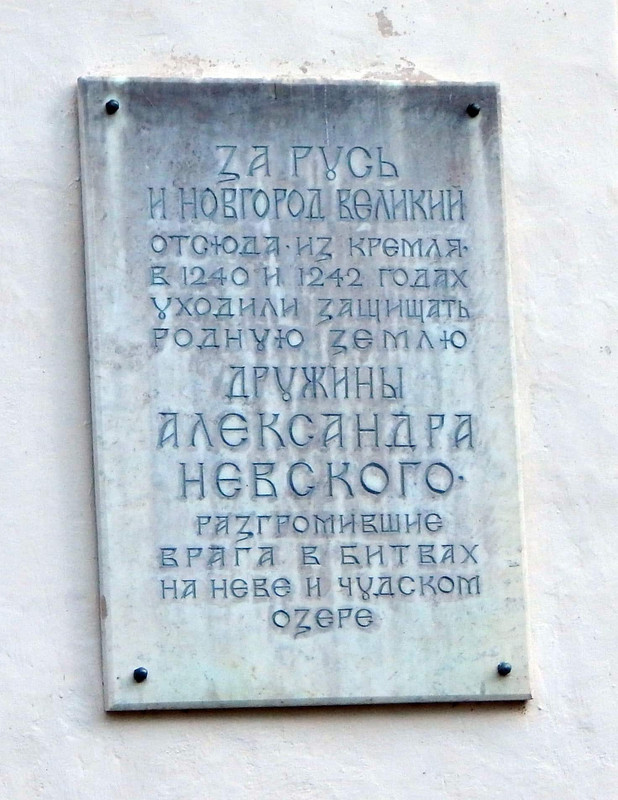 ЗА РУСЬ
И НОВГОРОД ВЕЛИКИЙ
ОТСЮДА·ИЗ КРЕМЛЯ·
В 1240 И 1242 ГОДАХ
УХОДИЛИ ЗАЩИЩАТЬ
РОДНУЮ ЗЕМЛЮ
ДРУЖИНЫ
АЛЕКСАНДРА
НЕВСКОГО·
РАЗГРОМИВШИЕ
ВРАГА В БИТВАХ
НА НЕВЕ И ЧУДСКОМ
ОЗЕРЕ